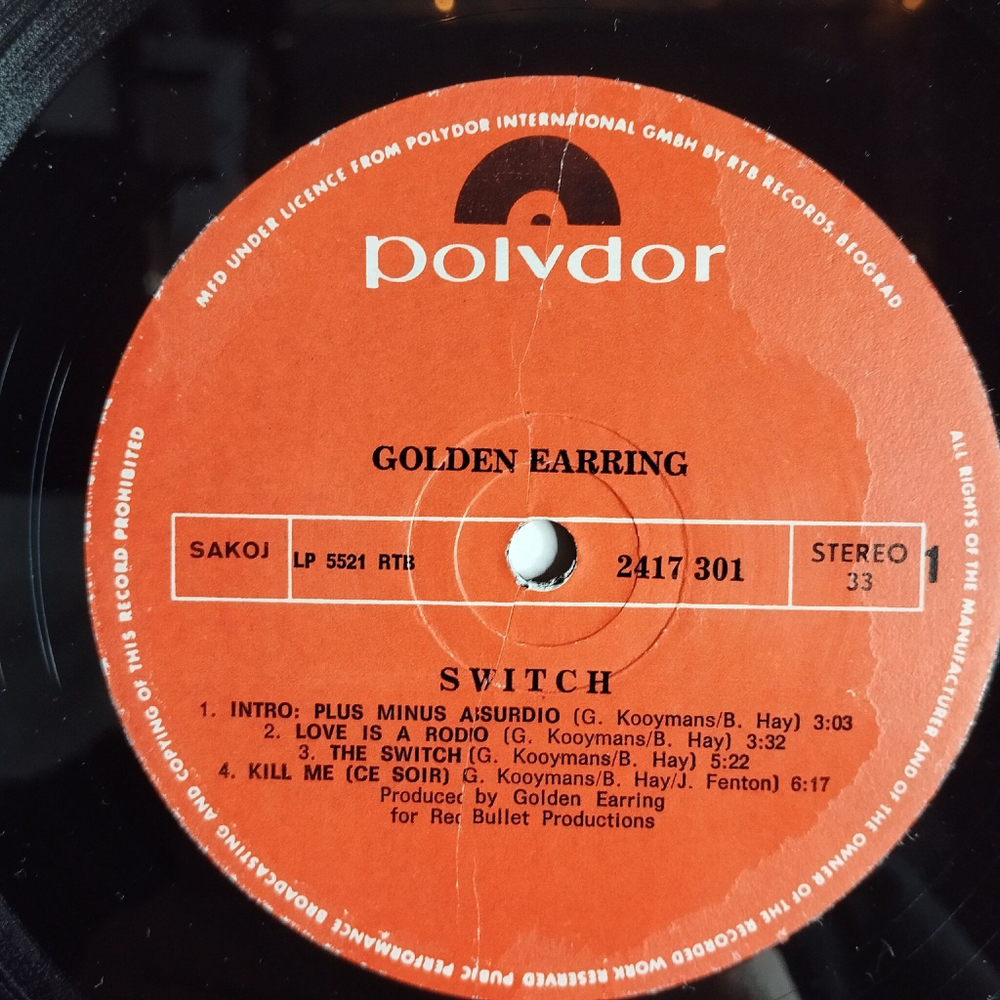 MFD UNDER LICENCE FROM POLYDOR INTERNATIONAL GMBH BY RTB RECORDS, BEOGRAD
polydor
GOLDEN EARRING
SAKOJ LP 5521 RTB 2417 301 STEREO 33 1
SWITCH
1. INTRO: PLUS MINUS ABSURDIO (G. Kooymans/B. Hay) 3:03
2. LOVE IS A RODIO (G. Kooymans/B. Hay) 3:32
3. THE SWITCH (G. Kooymans/B. Hay) 5:22
4. KILL ME (CE SOIR) (G. Kooymans/B. Hay/J. Fenton) 6:17
Produced by Golden Earring
for Red Bullet Productions
ALL RIGHTS OF THE MANUFACTURER AND OF THE OWNER OF THE RECORDED WORK RESERVED PUBIC PERFORMANCE BROADCASTING AND COPYING OF THIS RECORD PROHIBITED